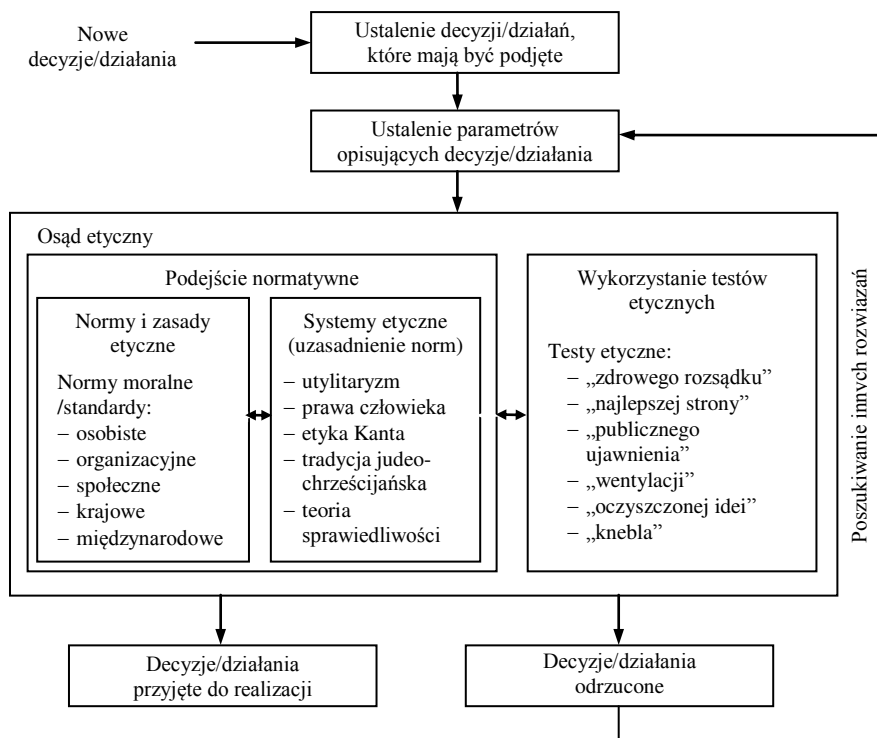 Nowe
decyzje/działania
Ustalenie decyzji/działań,
które mają być podjęte
Ustalenie parametrów
opisujących decyzje/działania
Osąd etyczny
Podejście normatywne
Normy i zasady
etyczne
Normy moralne
/standardy:
– osobiste
– organizacyjne
– społeczne
– krajowe
– międzynarodowe
Systemy etyczne
(uzasadnienie norm)
– utylitaryzm
– prawa człowieka
– etyka Kanta
– tradycja judeo-
chrześcijańska
– teoria
sprawiedliwości
Wykorzystanie testów
etycznych
Testy etyczne:
– „zdrowego rozsądku”
– „najlepszej strony”
– „publicznego
ujawnienia”
– „wentylacji”
– „oczyszczonej idei”
– „knebla”
Poszukiwanie innych rozwiazań
Decyzje/działania
przyjęte do realizacji
Decyzje/działania
odrzucone